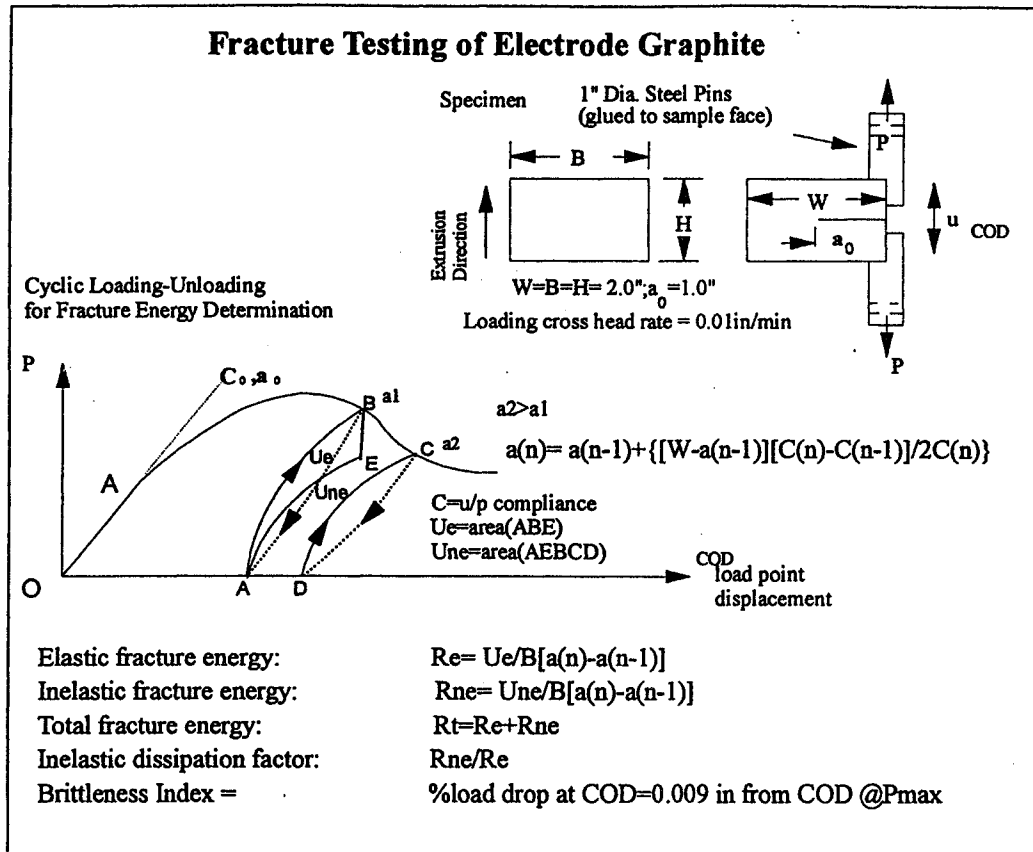 Fracture Testing of Electrode Graphite
Specimen
1" Dia. Steel Pins
(glued to sample face)
P
B
H
W
a₀
u
COD
Extrusion
Direction
W=B=H= 2.0";a₀=1.0"
Loading cross head rate = 0.01in/min
P
Cyclic Loading-Unloading
for Fracture Energy Determination
P
C₀,a₀
A
B a1
C a2
E
Ue
Une
a2>a1
a(n)= a(n-1)+{[W-a(n-1)][C(n)-C(n-1)]/2C(n)}
C=u/p compliance
Ue=area(ABE)
Une=area(AEBCD)
O
A
D
COD
load point
displacement
Elastic fracture energy: Re= Ue/B[a(n)-a(n-1)]
Inelastic fracture energy: Rne= Une/B[a(n)-a(n-1)]
Total fracture energy: Rt=Re+Rne
Inelastic dissipation factor: Rne/Re
Brittleness Index = %load drop at COD=0.009 in from COD @Pmax